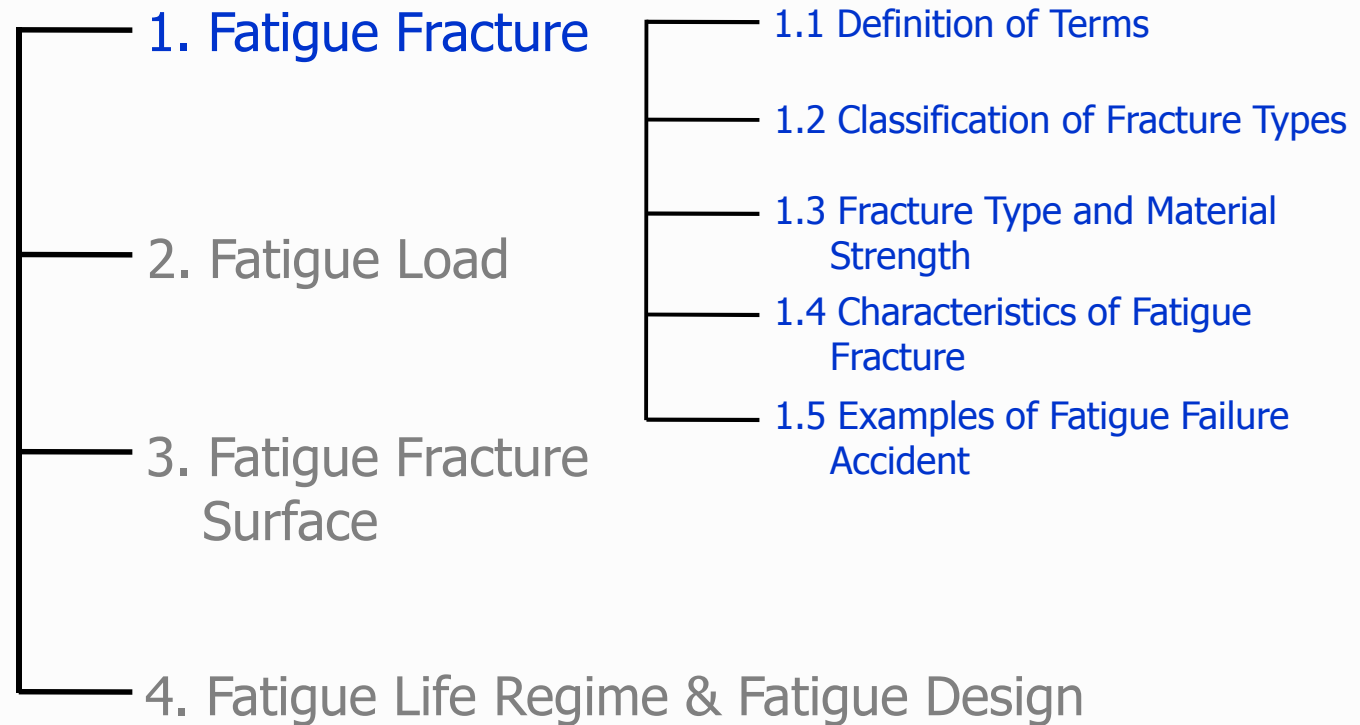 1. Fatigue Fracture
1.1 Definition of Terms
1.2 Classification of Fracture Types
1.3 Fracture Type and Material
Strength
1.4 Characteristics of Fatigue
Fracture
1.5 Examples of Fatigue Failure
Accident
2. Fatigue Load
3. Fatigue Fracture
Surface
4. Fatigue Life Regime & Fatigue Design